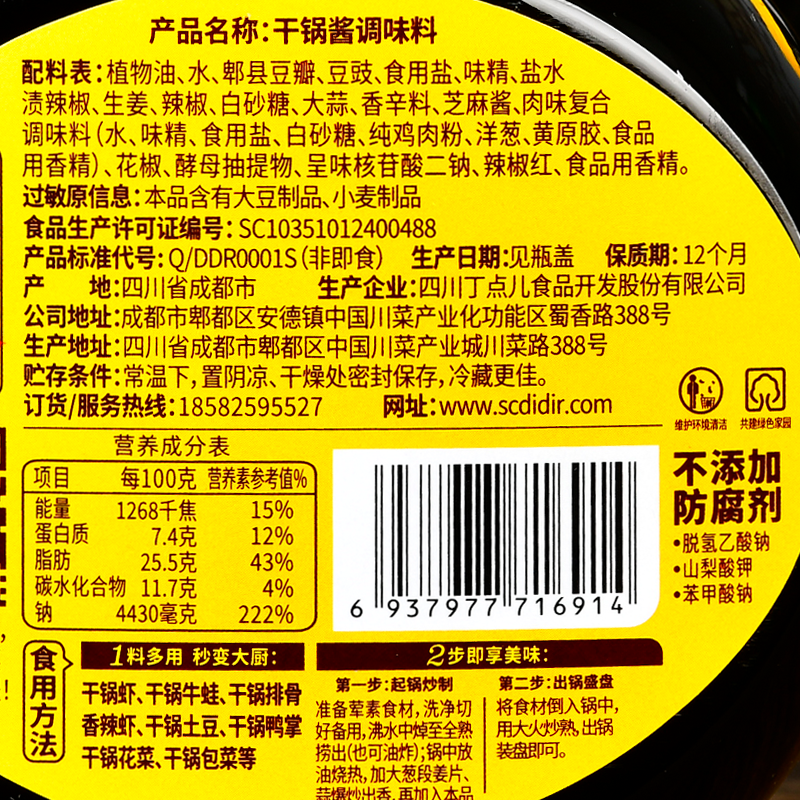 产品名称:干锅酱调味料
配料表:植物油、水、郫县豆瓣、豆豉、食用盐、味精、盐水
渍辣椒、生姜、辣椒、白砂糖、大蒜、香辛料、芝麻酱、肉味复合
调味料(水、味精、食用盐、白砂糖、纯鸡肉粉、洋葱、黄原胶、食品
用香精)、花椒、酵母抽提物、呈味核苷酸二钠、辣椒红、食品用香精。
过敏原信息:本品含有大豆制品、小麦制品
食品生产许可证编号:SC10351012400488
产品标准代号:Q/DDR0001S(非即食) 生产日期:见瓶盖 保质期:12个月
产 地:四川省成都市 生产企业:四川丁点儿食品开发股份有限公司
公司地址:成都市郫都区安德镇中国川菜产业化功能区蜀香路388号
生产地址:四川省成都市郫都区中国川菜产业城川菜路388号
贮存条件:常温下,置阴凉、干燥处密封保存,冷藏更佳。
订货/服务热线:18582595527 网址:www.scdidir.com
维护环境清洁 共建绿色家园
营养成分表
项目 每100克 营养素参考值%
能量 1268千焦 15%
蛋白质 7.4克 12%
脂肪 25.5克 43%
碳水化合物 11.7克 4%
钠 4430毫克 222%
6 937977 716914
不添加
防腐剂
•脱氢乙酸钠
•山梨酸钾
•苯甲酸钠
食用方法
1料多用 秒变大厨:
干锅虾、干锅牛蛙、干锅排骨
香辣虾、干锅土豆、干锅鸭掌
干锅花菜、干锅包菜等
2步即享美味:
第一步:起锅炒制
准备荤素食材,洗净切
好备用,沸水中焯至全熟
捞出(也可油炸);锅中放
油烧热,加大葱段姜片、
蒜爆炒出香,再加入本品
第二步:出锅盛盘
将食材倒入锅中,
用大火炒熟,出锅
装盘即可。